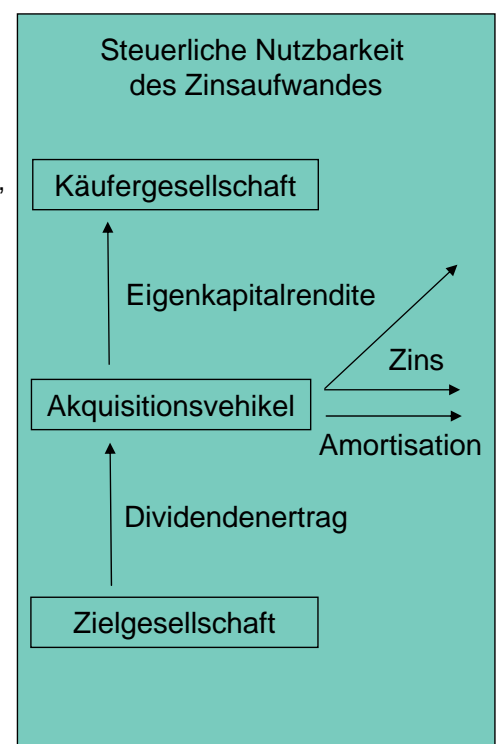 Steuerliche Nutzbarkeit
des Zinsaufwandes
,
Käufergesellschaft
Eigenkapitalrendite
Zins
Akquisitionsvehikel
Amortisation
Dividendenertrag
Zielgesellschaft